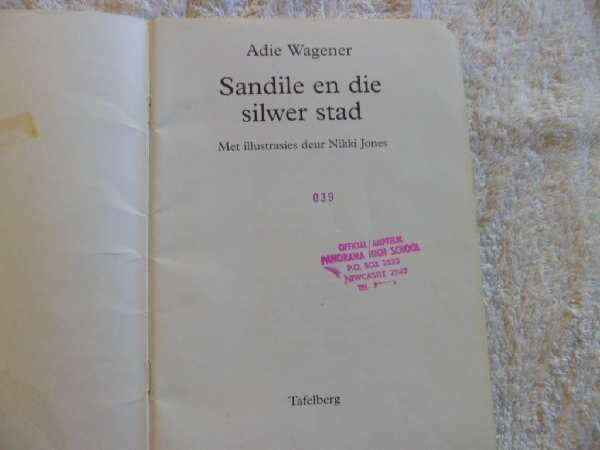 Adie Wagener
Sandile en die
silwer stad
Met illustrasies deur Nikki Jones
039
OFFICIAL/AMPTELIK
PANORAMA HIGH SCHOOL
P.O. BOX
NEWCASTLE
TEL.
Tafelberg